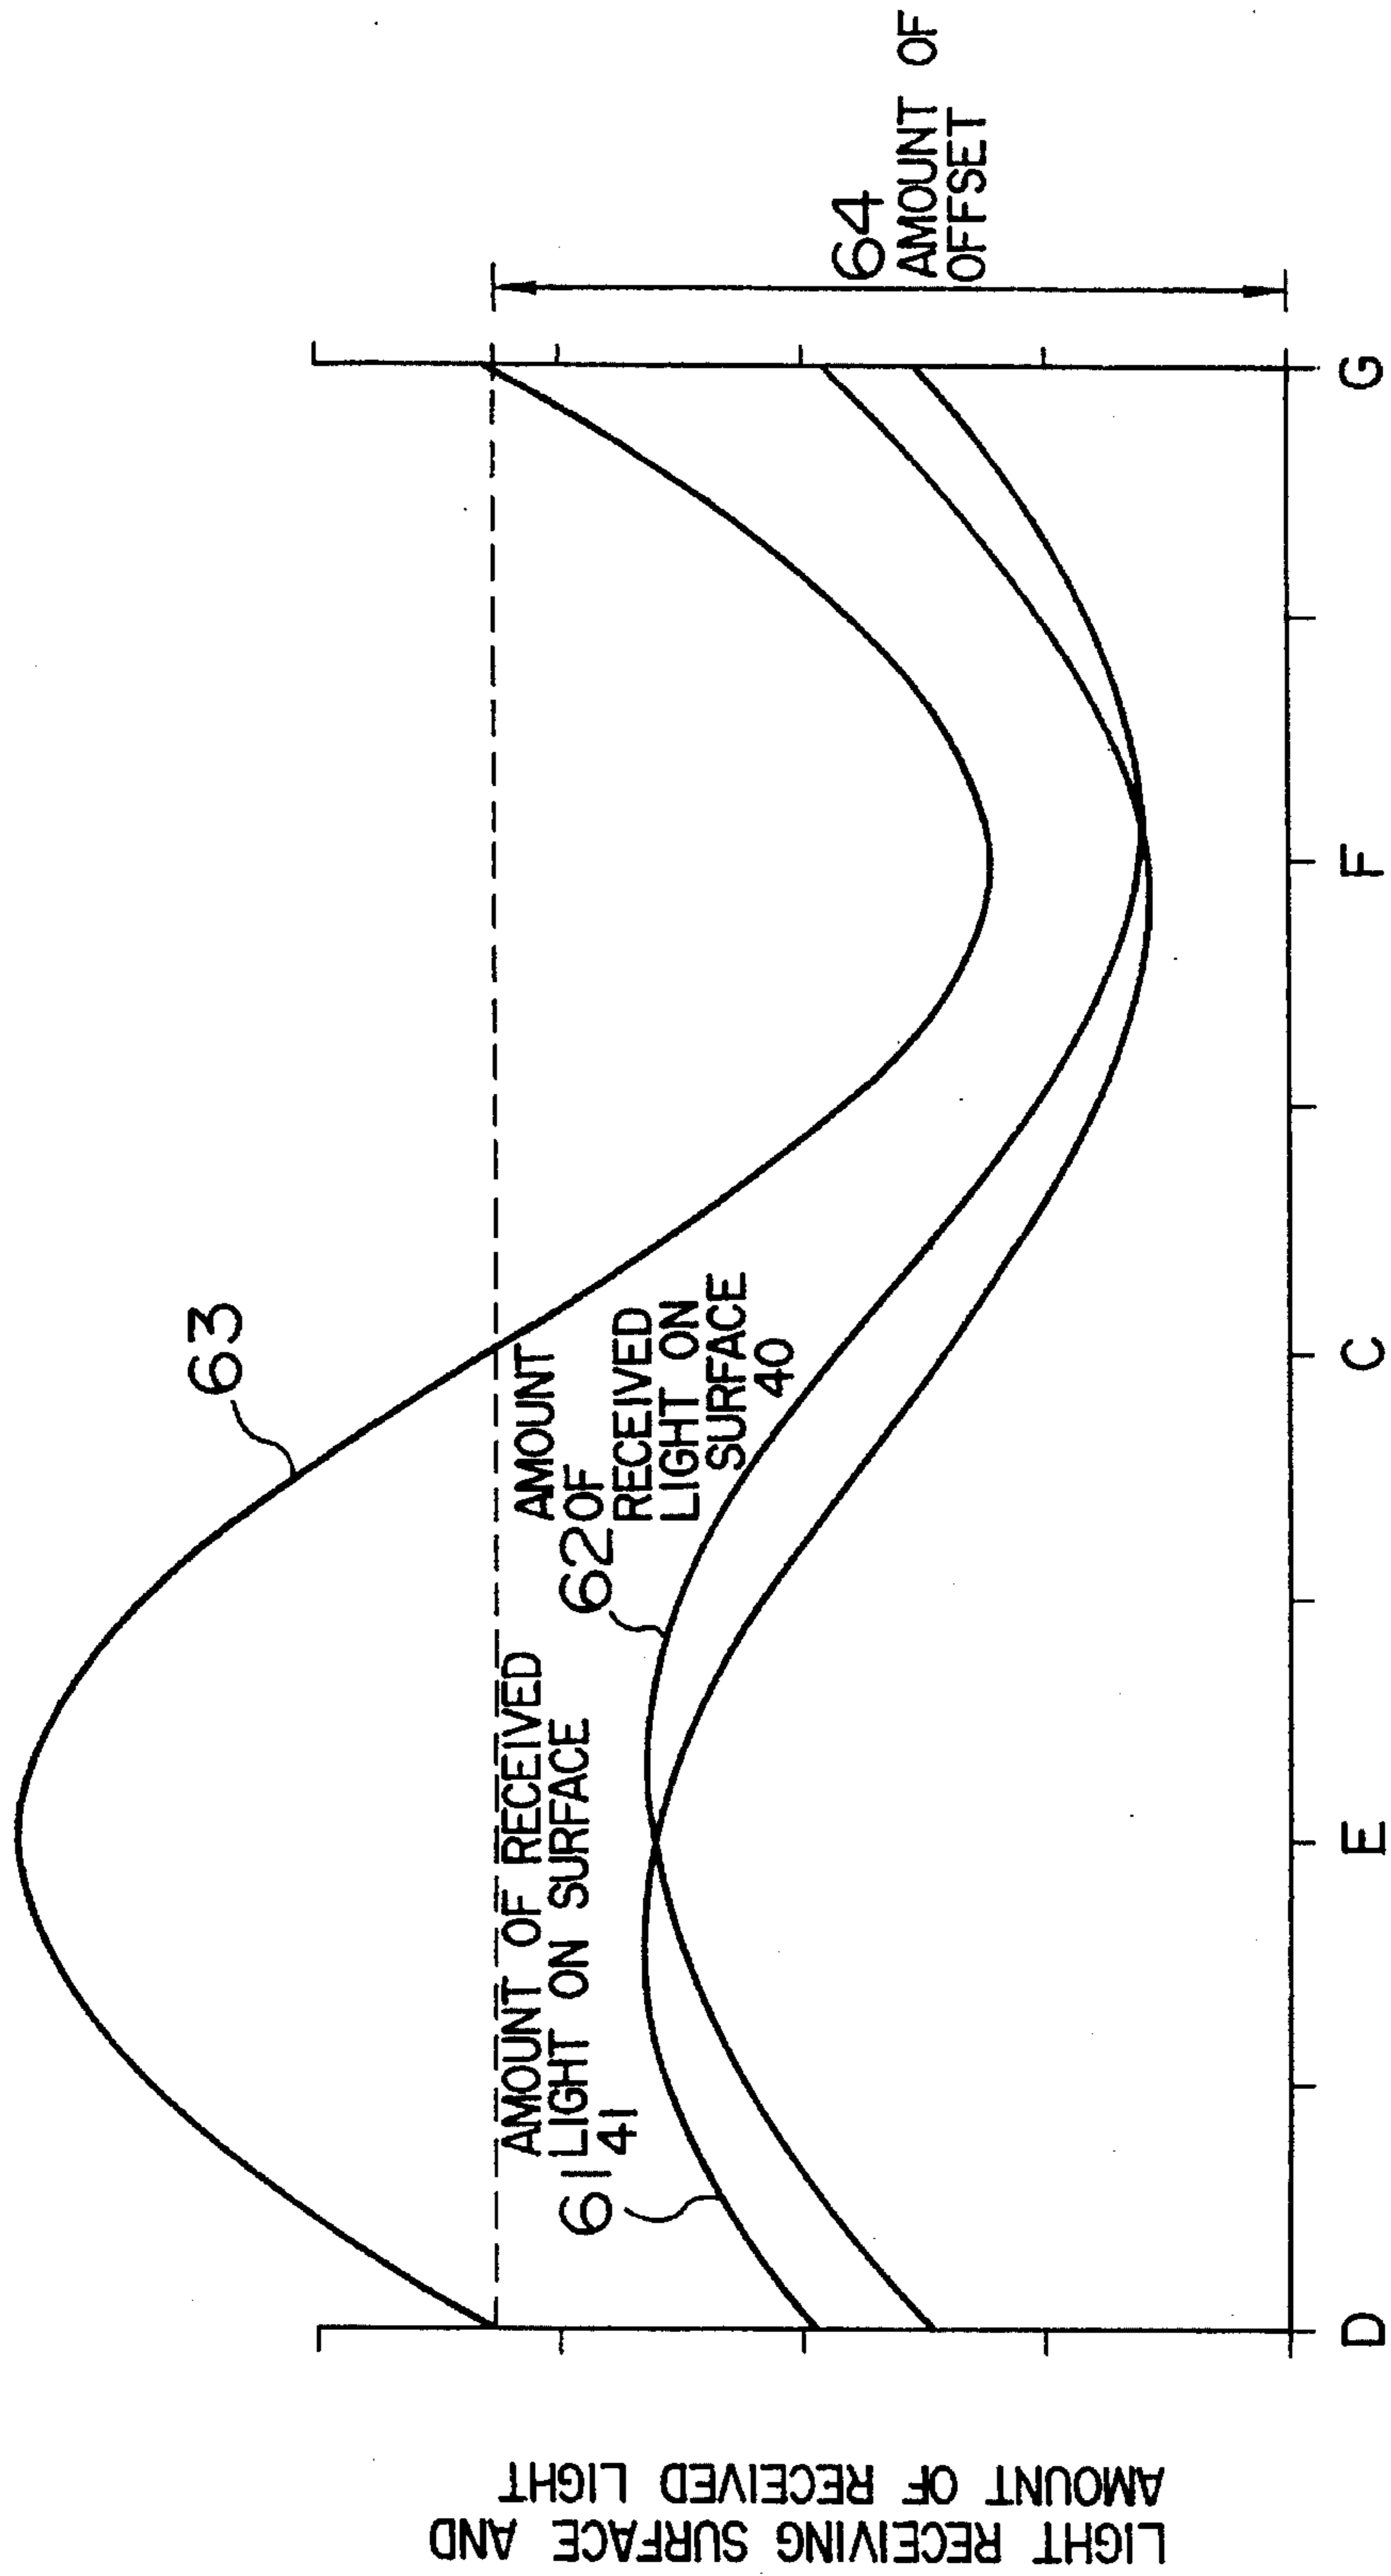 LIGHT RECEIVING SURFACE AND
AMOUNT OF RECEIVED LIGHT
63
61
AMOUNT OF RECEIVED
LIGHT ON SURFACE
41
62
AMOUNT
OF
RECEIVED
LIGHT ON
SURFACE
40
64
AMOUNT OF
OFFSET
D
E
C
F
G